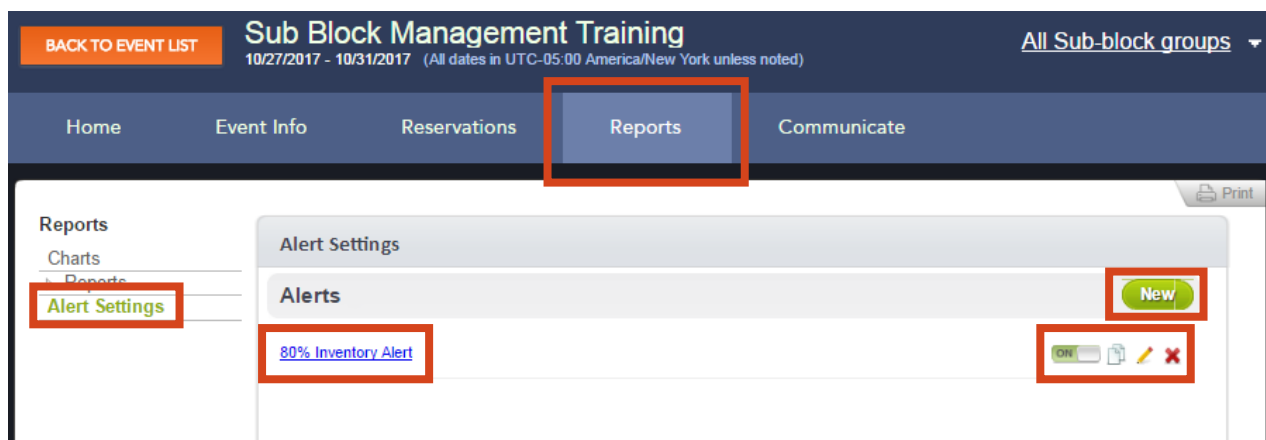 BACK TO EVENT LIST
Sub Block Management Training
10/27/2017 - 10/31/2017 (All dates in UTC-05:00 America/New York unless noted)
All Sub-block groups
Home Event Info Reservations Reports Communicate
Print
Reports
Charts
Reports
Alert Settings
Alert Settings
Alerts
New
80% Inventory Alert
ON